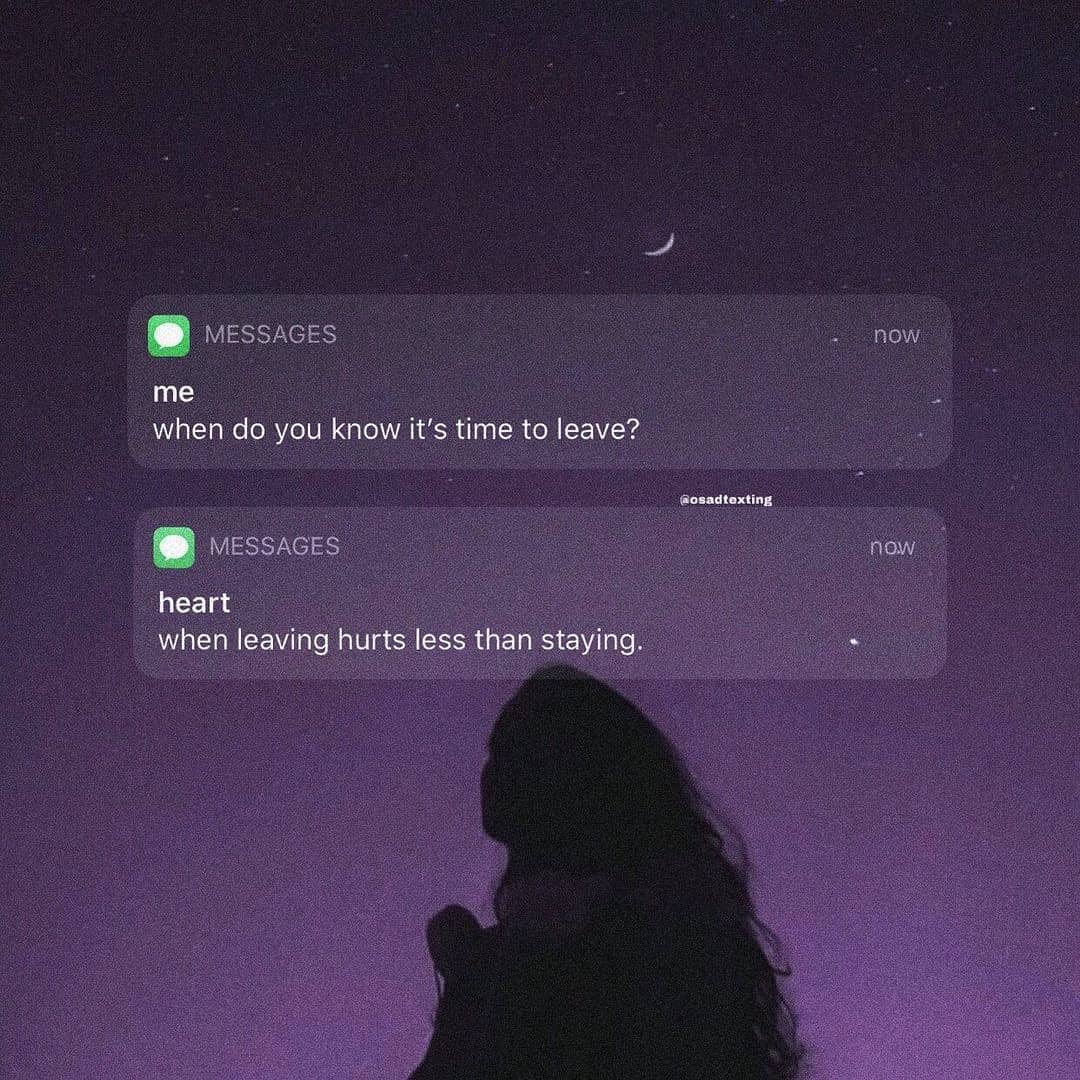 MESSAGES now
me
when do you know it’s time to leave?
@osadtexting
MESSAGES now
heart
when leaving hurts less than staying.